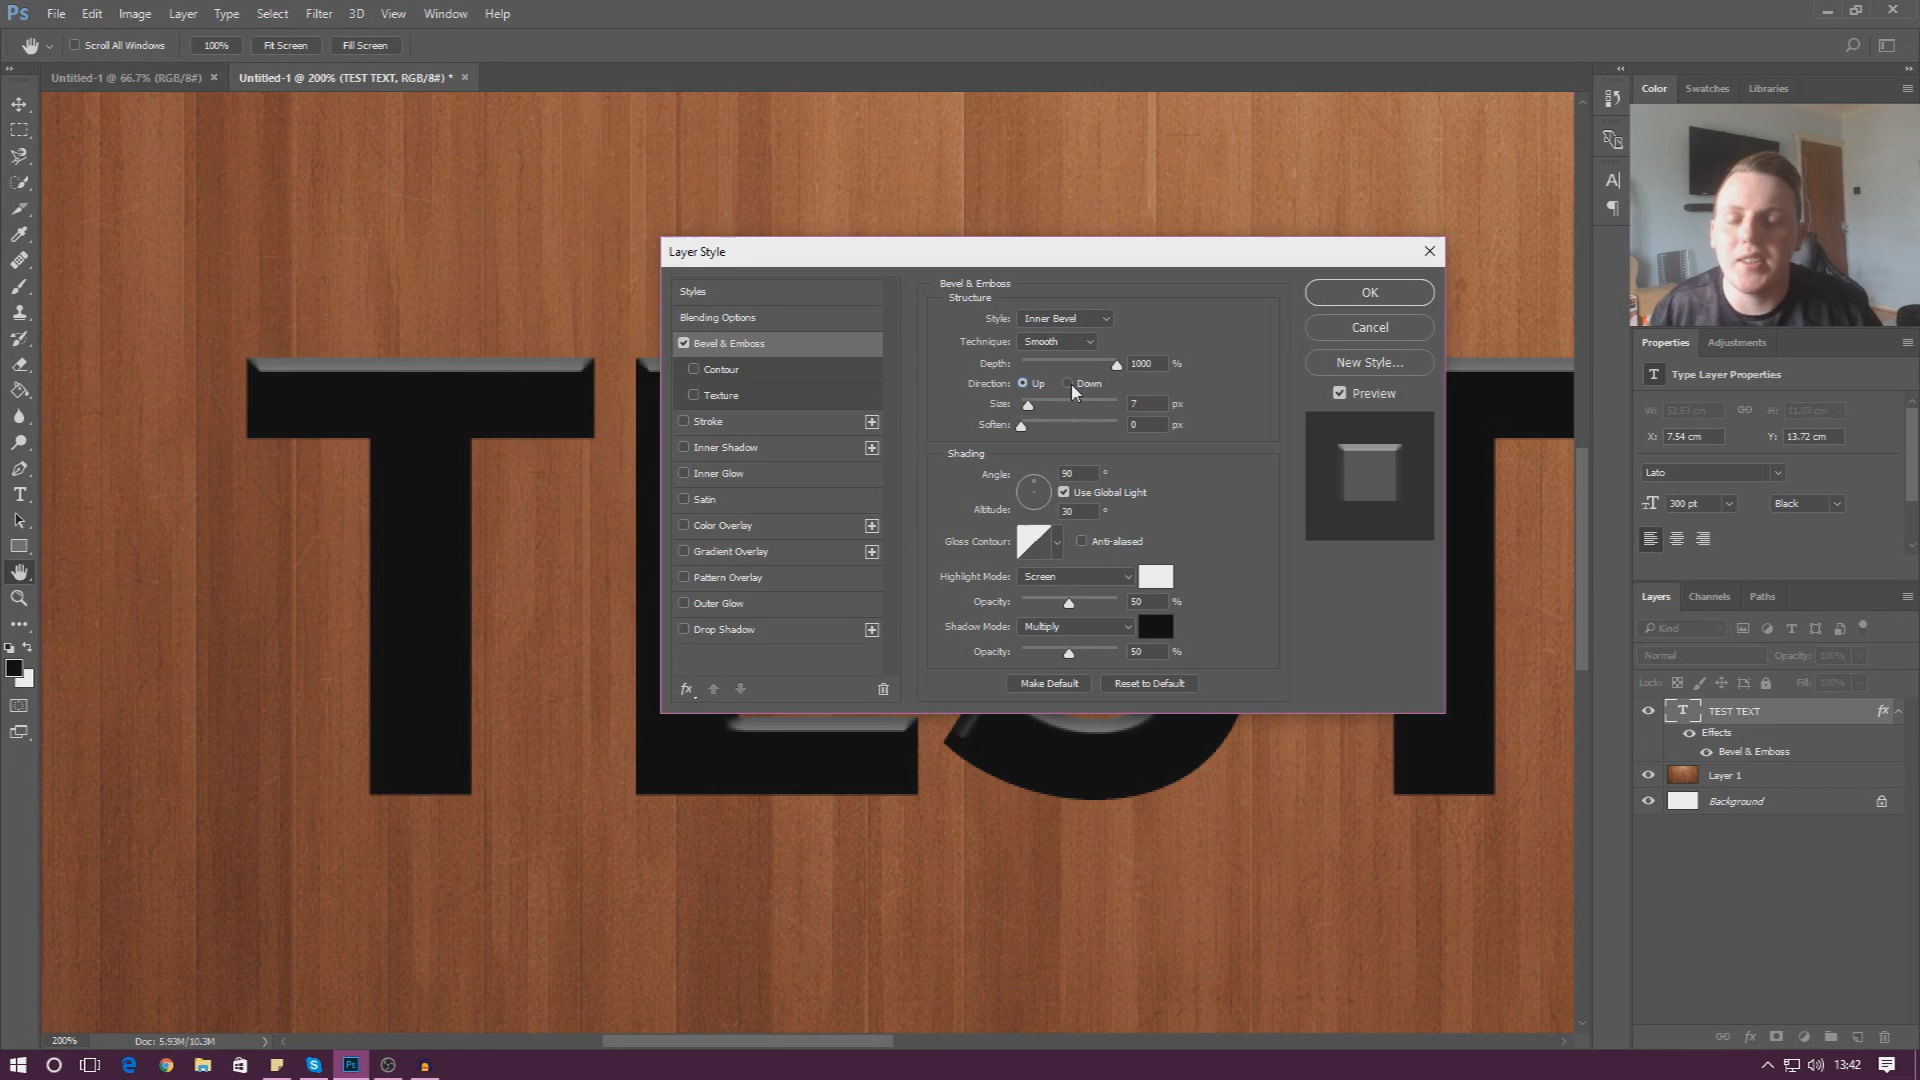 Ps File Edit Image Layer Type Select Filter 3D View Window Help
Scroll All Windows 100% Fit Screen Fill Screen
Untitled-1 @ 66.7% (RGB/8#) × Untitled-1 @ 200% (TEST TEXT, RGB/8#) * ×
Color Swatches Libraries
Layer Style
Styles
Blending Options
Bevel & Emboss
Contour
Texture
Stroke
Inner Shadow
Inner Glow
Satin
Color Overlay
Gradient Overlay
Pattern Overlay
Outer Glow
Drop Shadow
fx
Bevel & Emboss
Structure
Style: Inner Bevel
Technique: Smooth
Depth: 1000 %
Direction: Up Down
Size: 7 px
Soften: 0 px
Shading
Angle: 90 °
Use Global Light
Altitude: 30 °
Gloss Contour: Anti-aliased
Highlight Mode: Screen
Opacity: 50 %
Shadow Mode: Multiply
Opacity: 50 %
Make Default Reset to Default
OK
Cancel
New Style...
Preview
T E S T
Properties Adjustments
T Type Layer Properties
W: 52.63 cm H: 11.03 cm
X: 7.54 cm Y: 13.72 cm
Lato
300 pt Black
Layers Channels Paths
Kind
Normal Opacity: 100%
Lock: Fill: 100%
T TEST TEXT fx
Effects
Bevel & Emboss
Layer 1
Background
200% Doc: 5.93M/10.3M
13:42